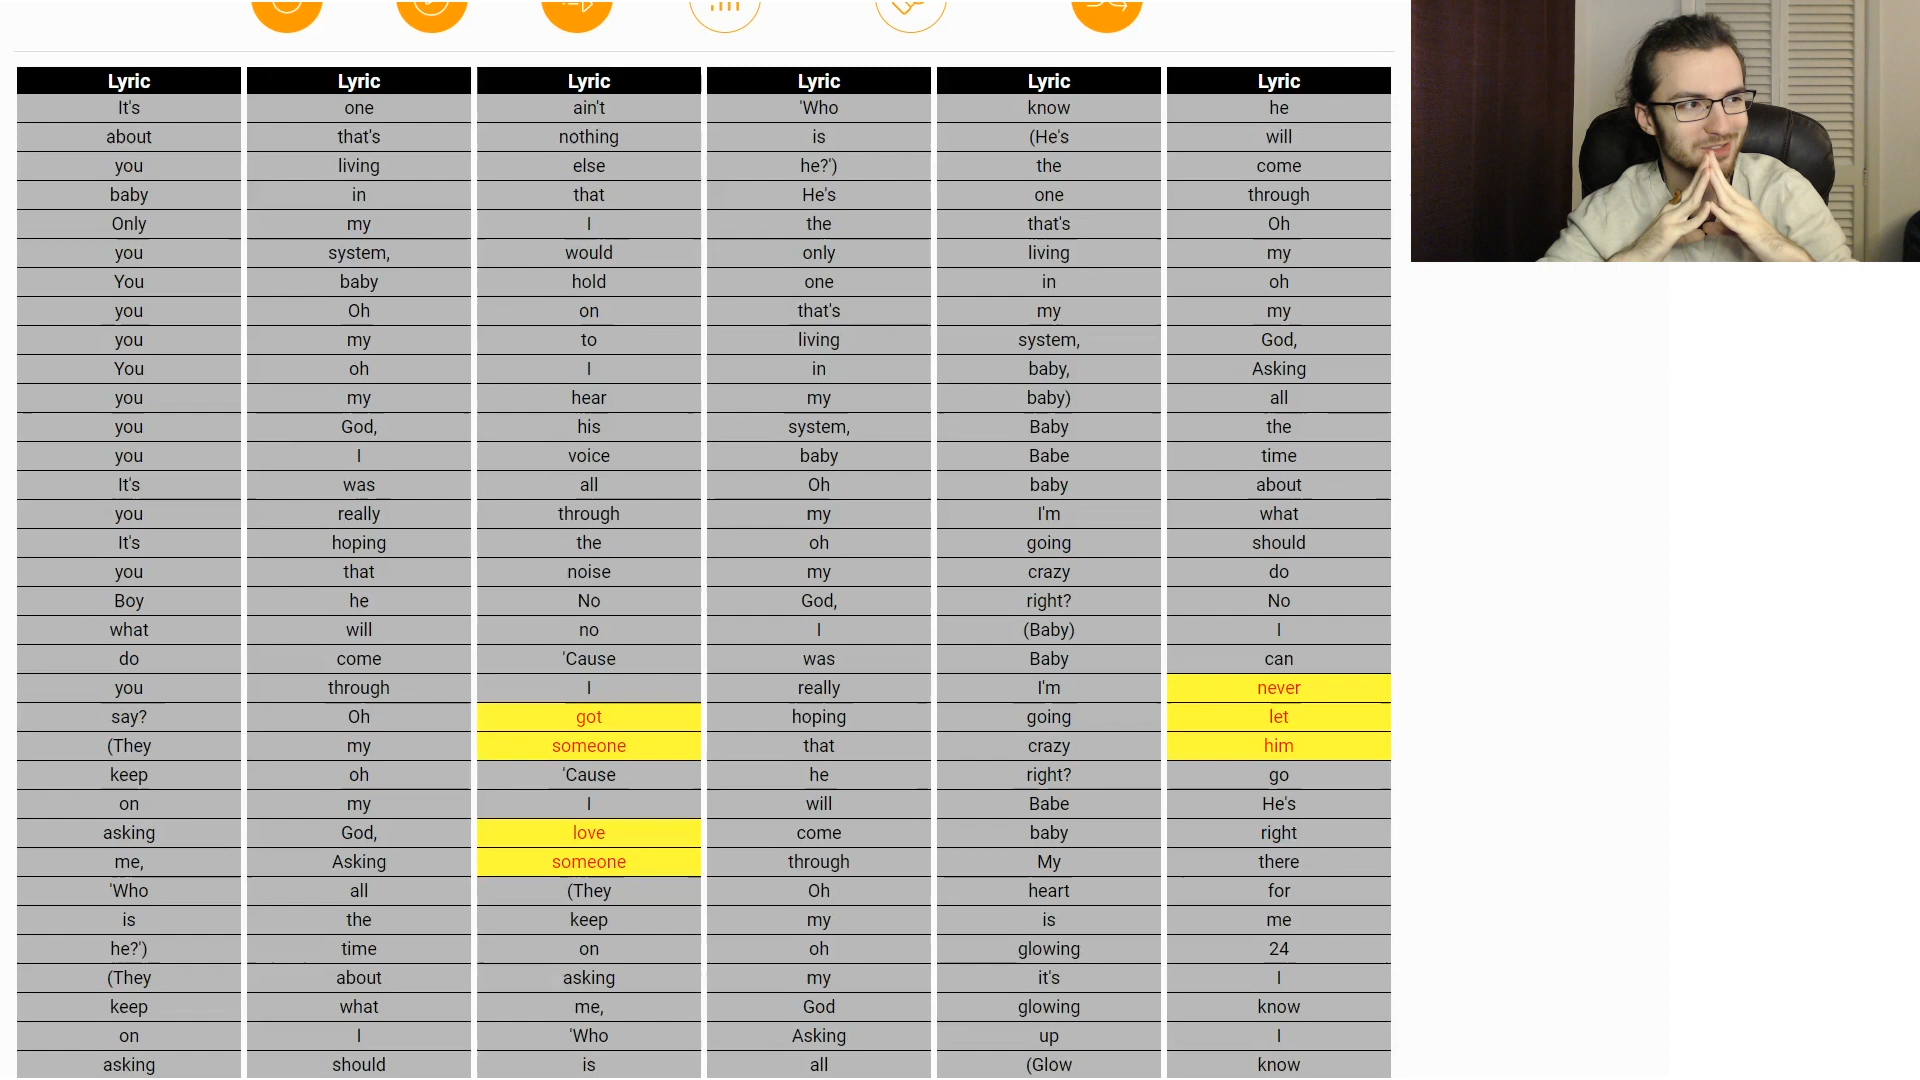 Lyric Lyric Lyric Lyric Lyric Lyric
It's one ain't 'Who know he
about that's nothing is (He's will
you living else he?') the come
baby in that He's one through
Only my I the that's Oh
you system, would only living my
You baby hold one in oh
you Oh on that's my my
you my to living system, God,
You oh I in baby, Asking
you my hear my baby) all
you God, his system, Baby the
you I voice baby Babe time
It's was all Oh baby about
you really through my I'm what
It's hoping the oh going should
you that noise my crazy do
Boy he No God, right? No
what will no I (Baby) I
do come 'Cause was Baby can
you through I really I'm never
say? Oh got hoping going let
(They my someone that crazy him
keep oh 'Cause he right? go
on my I will Babe He's
asking God, love come baby right
me, Asking someone through My there
'Who all (They Oh heart for
is the keep my is me
he?') time on oh glowing 24
(They about asking my it's I
keep what me, God glowing know
on I 'Who Asking up I
asking should is all (Glow know